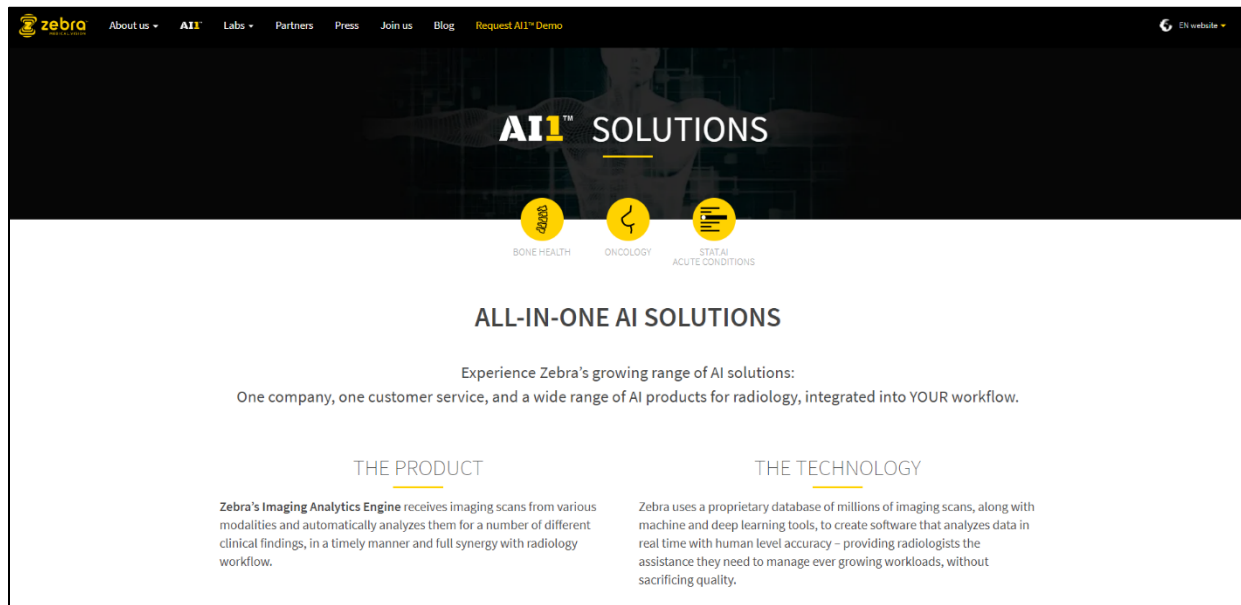 zebra
MEDICAL VISION
About us
AI1™
Labs
Partners
Press
Join us
Blog
Request AI1™ Demo
EN website
AI1™ SOLUTIONS
BONE HEALTH
ONCOLOGY
STAT.AI
ACUTE CONDITIONS
ALL-IN-ONE AI SOLUTIONS
Experience Zebra's growing range of AI solutions:
One company, one customer service, and a wide range of AI products for radiology, integrated into YOUR workflow.
THE PRODUCT
Zebra's Imaging Analytics Engine receives imaging scans from various
modalities and automatically analyzes them for a number of different
clinical findings, in a timely manner and full synergy with radiology
workflow.
THE TECHNOLOGY
Zebra uses a proprietary database of millions of imaging scans, along with
machine and deep learning tools, to create software that analyzes data in
real time with human level accuracy – providing radiologists the
assistance they need to manage ever growing workloads, without
sacrificing quality.